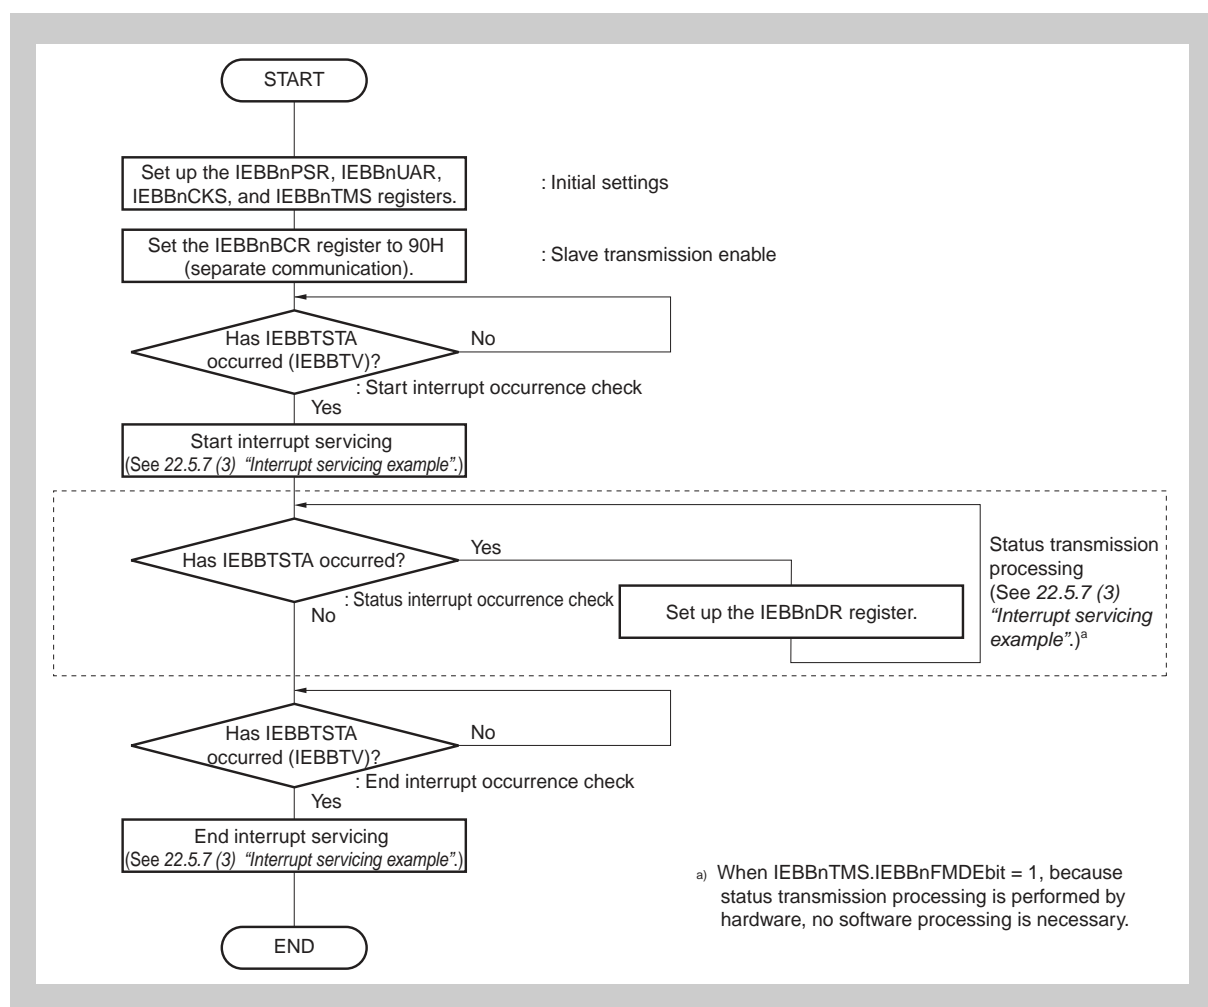 START
Set up the IEBBnPSR, IEBBnUAR,
IEBBnCKS, and IEBBnTMS registers.
: Initial settings
Set the IEBBnBCR register to 90H
(separate communication).
: Slave transmission enable
Has IEBBTSTA
occurred (IEBBTV)?
No
: Start interrupt occurrence check
Yes
Start interrupt servicing
(See 22.5.7 (3) “Interrupt servicing example”.)
Has IEBBTSTA occurred?
Yes
: Status interrupt occurrence check
No
Set up the IEBBnDR register.
Status transmission
processing
(See 22.5.7 (3)
“Interrupt servicing
example”.)a
Has IEBBTSTA
occurred (IEBBTV)?
No
: End interrupt occurrence check
Yes
End interrupt servicing
(See 22.5.7 (3) “Interrupt servicing example”.)
a) When IEBBnTMS.IEBBnFMDEbit = 1, because
status transmission processing is performed by
hardware, no software processing is necessary.
END